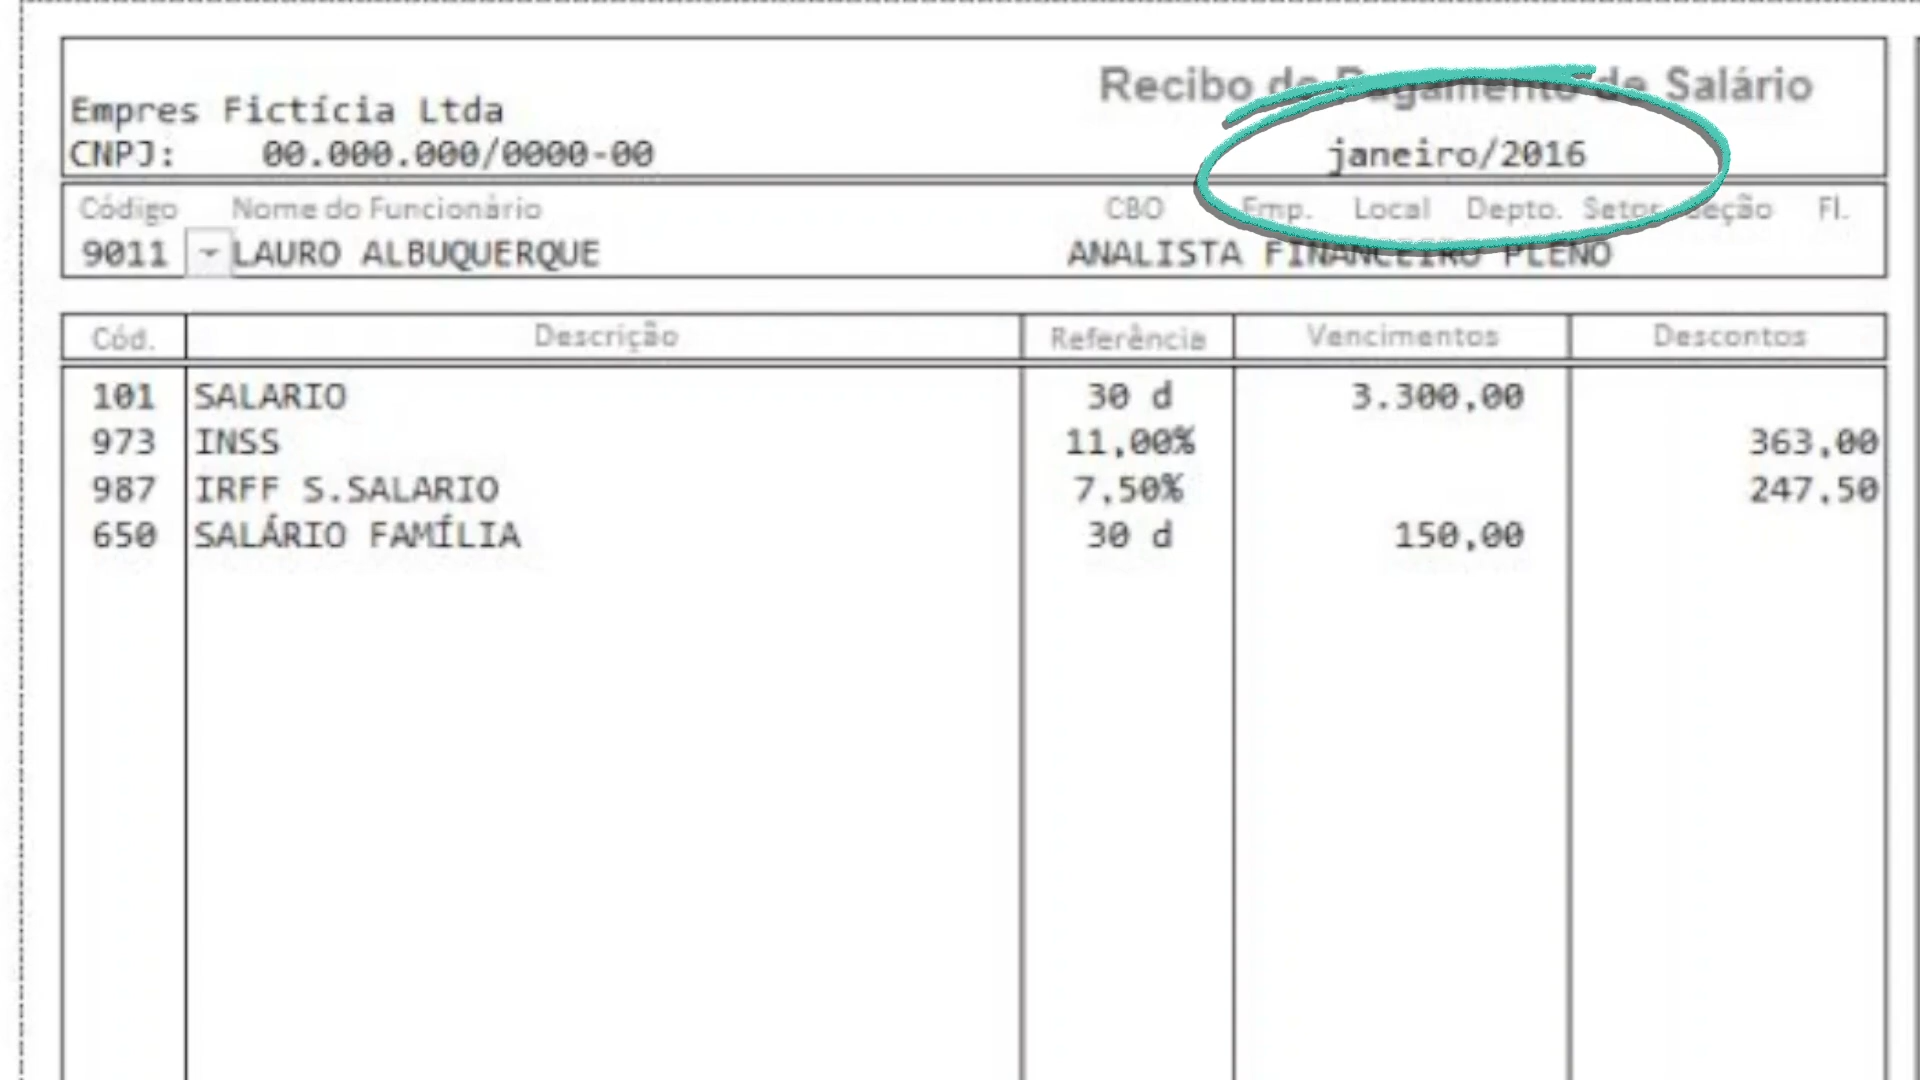 Recibo de Pagamento de Salário
Empres Fictícia Ltda
CNPJ: 00.000.000/0000-00 janeiro/2016
Código Nome do Funcionário CBO Emp. Local Depto. Setor Seção Fl.
9011 LAURO ALBUQUERQUE ANALISTA FINANCEIRO PLENO
Cód. Descrição Referência Vencimentos Descontos
101 SALARIO 30 d 3.300,00
973 INSS 11,00% 363,00
987 IRFF S.SALARIO 7,50% 247,50
650 SALÁRIO FAMÍLIA 30 d 150,00